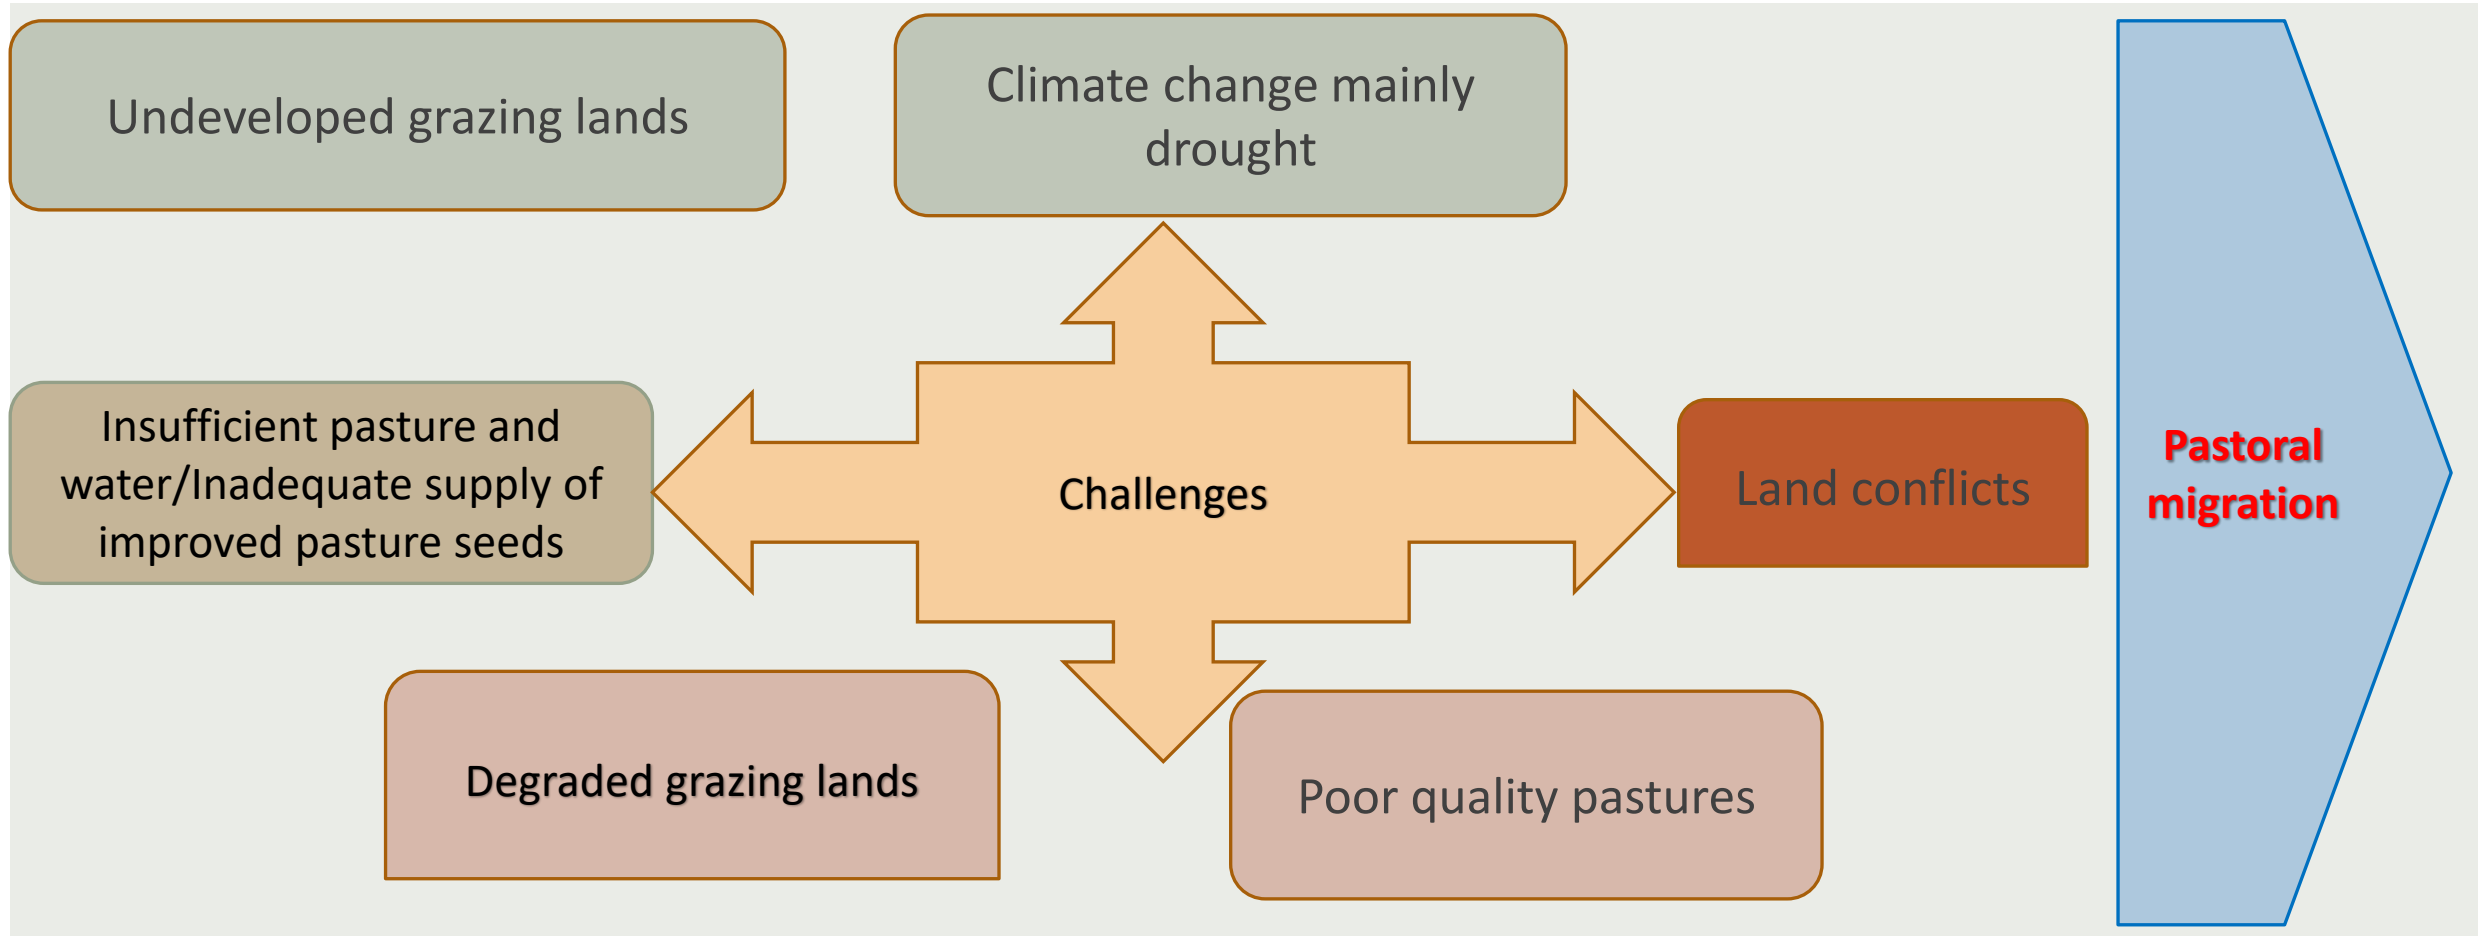 Undeveloped grazing lands
Climate change mainly
drought
Insufficient pasture and
water/Inadequate supply of
improved pasture seeds
Challenges
Land conflicts
Pastoral
migration
Degraded grazing lands
Poor quality pastures